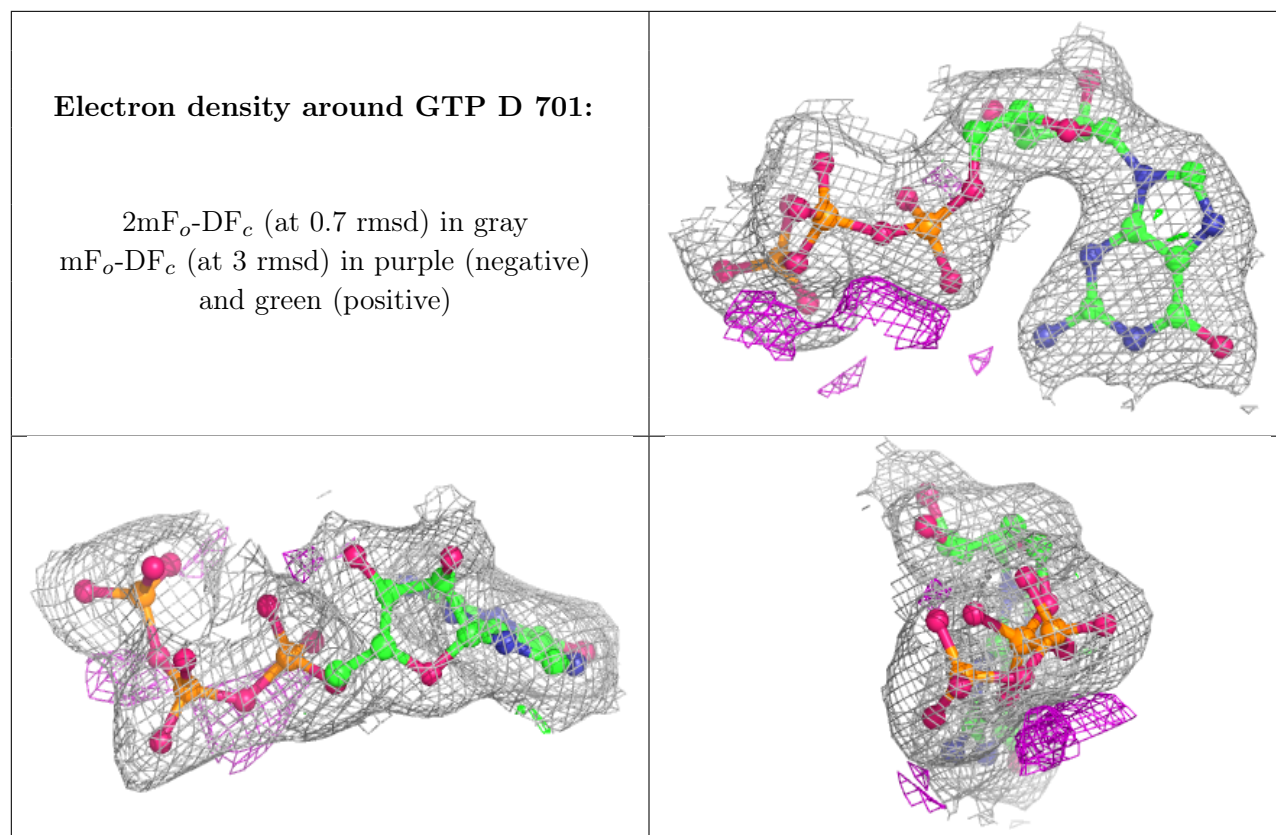 Electron density around GTP D 701:
2mFo-DFc (at 0.7 rmsd) in gray
mFo-DFc (at 3 rmsd) in purple (negative)
and green (positive)